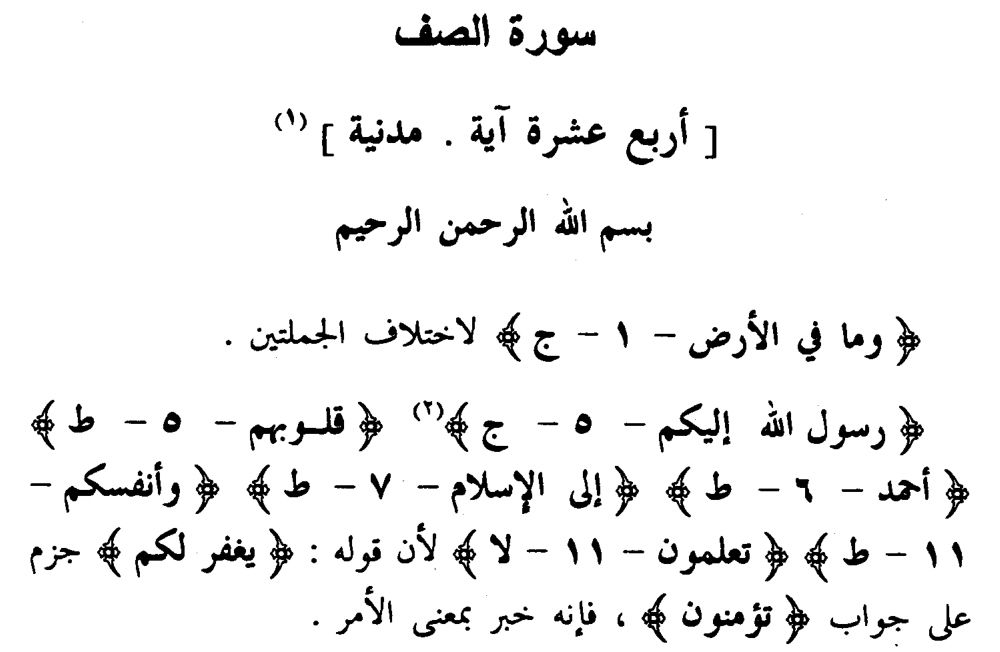 سورة الصف
[ أربع عشرة آية . مدنية ] (١)
بسم الله الرحمن الرحيم
﴿ وما في الأرض – ١ – ج ﴾ لاختلاف الجملتين .
﴿ رسول الله إليكم – ٥ – ج ﴾(٢) ﴿ قلـوبهم – ٥ – ط ﴾
﴿ أحمد – ٦ – ط ﴾ ﴿ إلى الإسلام – ٧ – ط ﴾ ﴿ وأنفسكم –
١١ – ط ﴾ ﴿ تعلمون – ١١ – لا ﴾ لأن قوله : ﴿ يغفر لكم ﴾ جزم
على جواب ﴿ تؤمنون ﴾ ، فإنه خبر بمعنى الأمر .